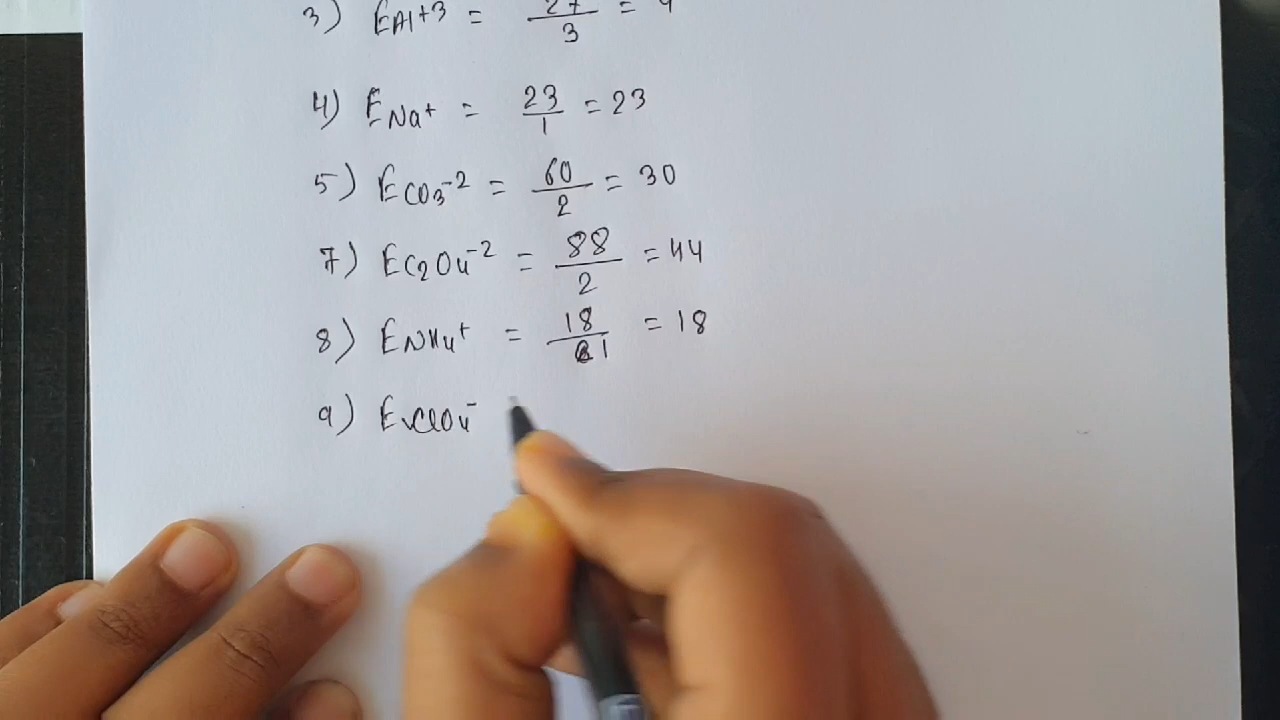 3) EAl+3 = 27/3 = 9
4) ENa+ = 23/1 = 23
5) ECO3-2 = 60/2 = 30
7) EC2O4-2 = 88/2 = 44
8) ENH4+ = 18/1 = 18
9) EClO4-